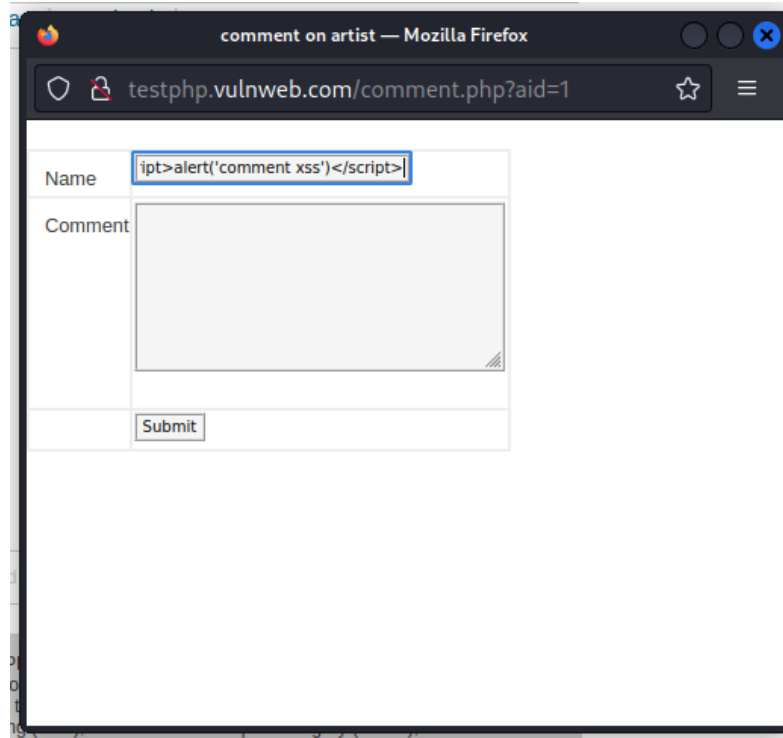 comment on artist — Mozilla Firefox
testphp.vulnweb.com/comment.php?aid=1
Name ipt>alert('comment xss')</script>
Comment
Submit